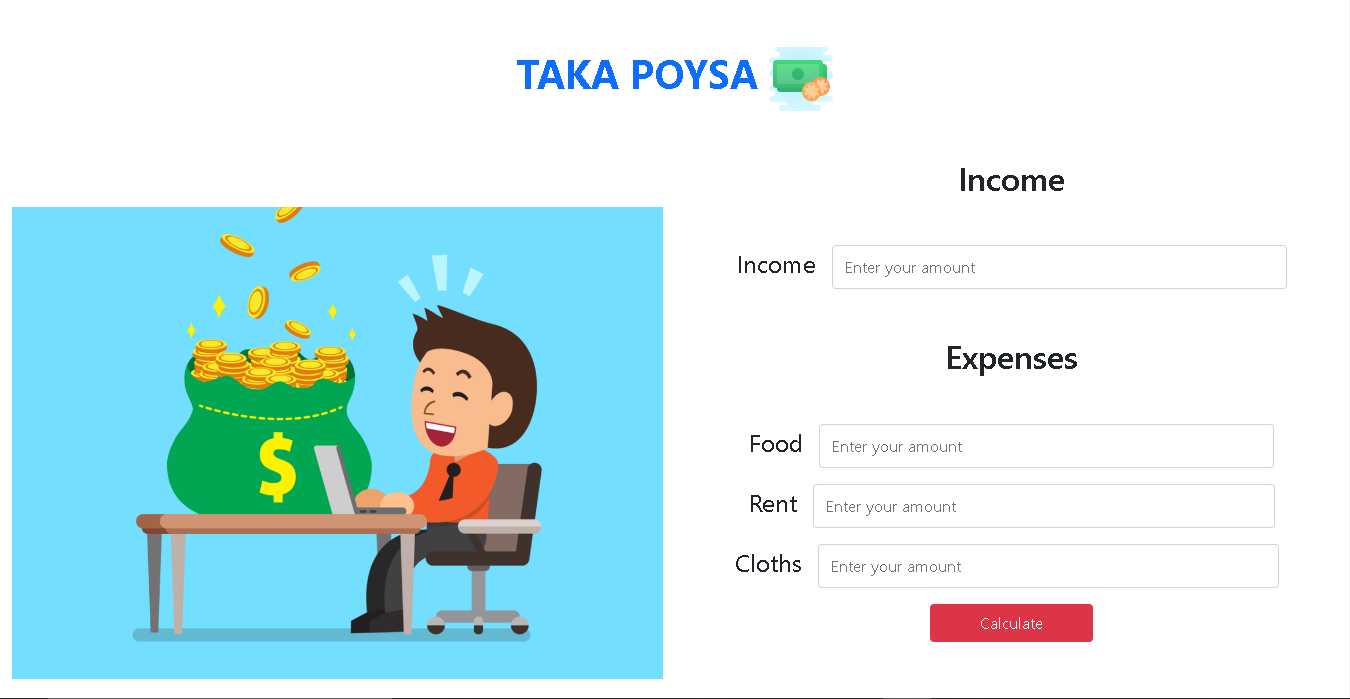 TAKA POYSA
$
Income
Income Enter your amount
Expenses
Food Enter your amount
Rent Enter your amount
Cloths Enter your amount
Calculate